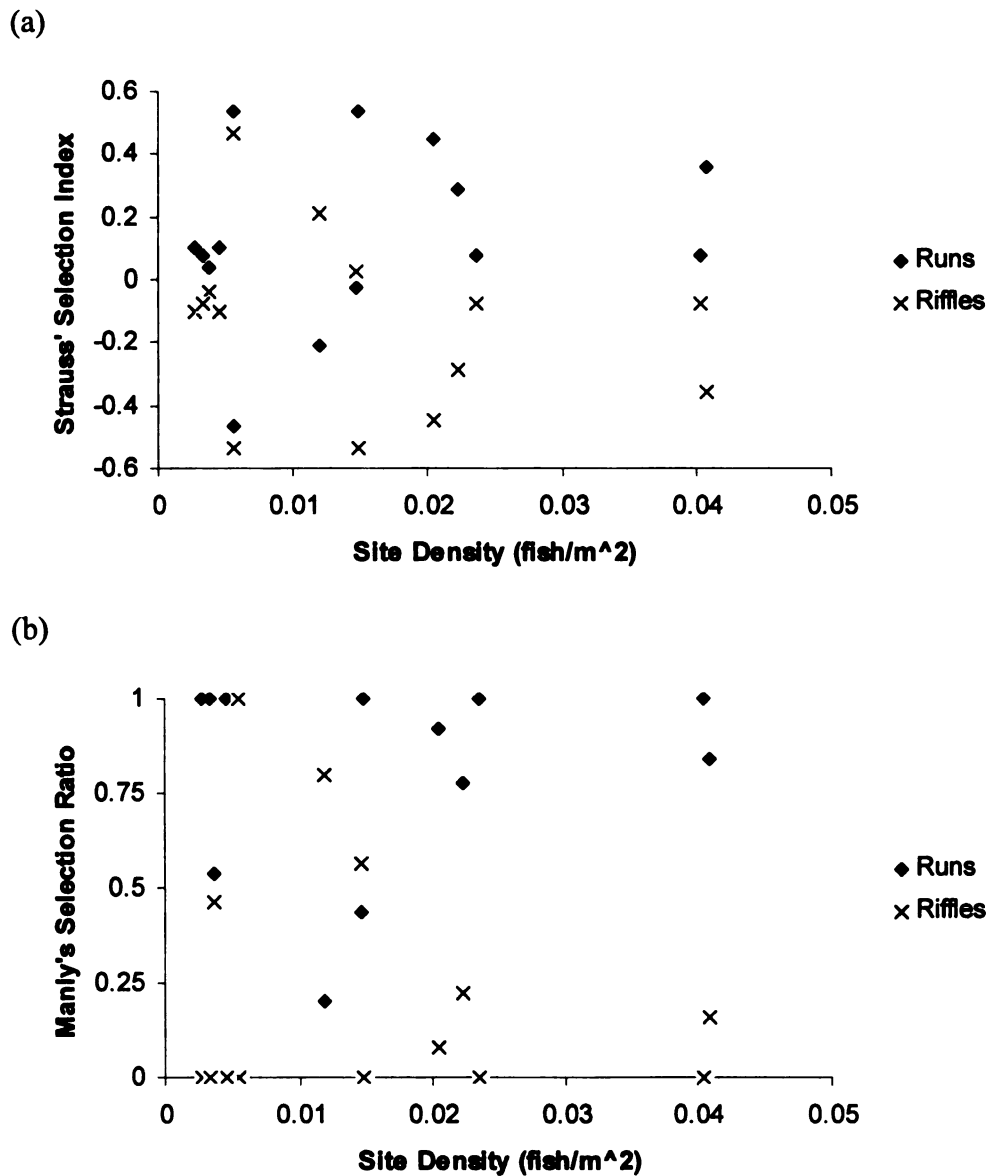 (a)
0.6
0.4
0.2
0
-0.2
-0.4
-0.6
Strauss' Selection Index
0 0.01 0.02 0.03 0.04 0.05
Site Density (fish/m^2)
Runs
Riffles
(b)
1
0.75
0.5
0.25
0
Manly's Selection Ratio
0 0.01 0.02 0.03 0.04 0.05
Site Density (fish/m^2)
Runs
Riffles